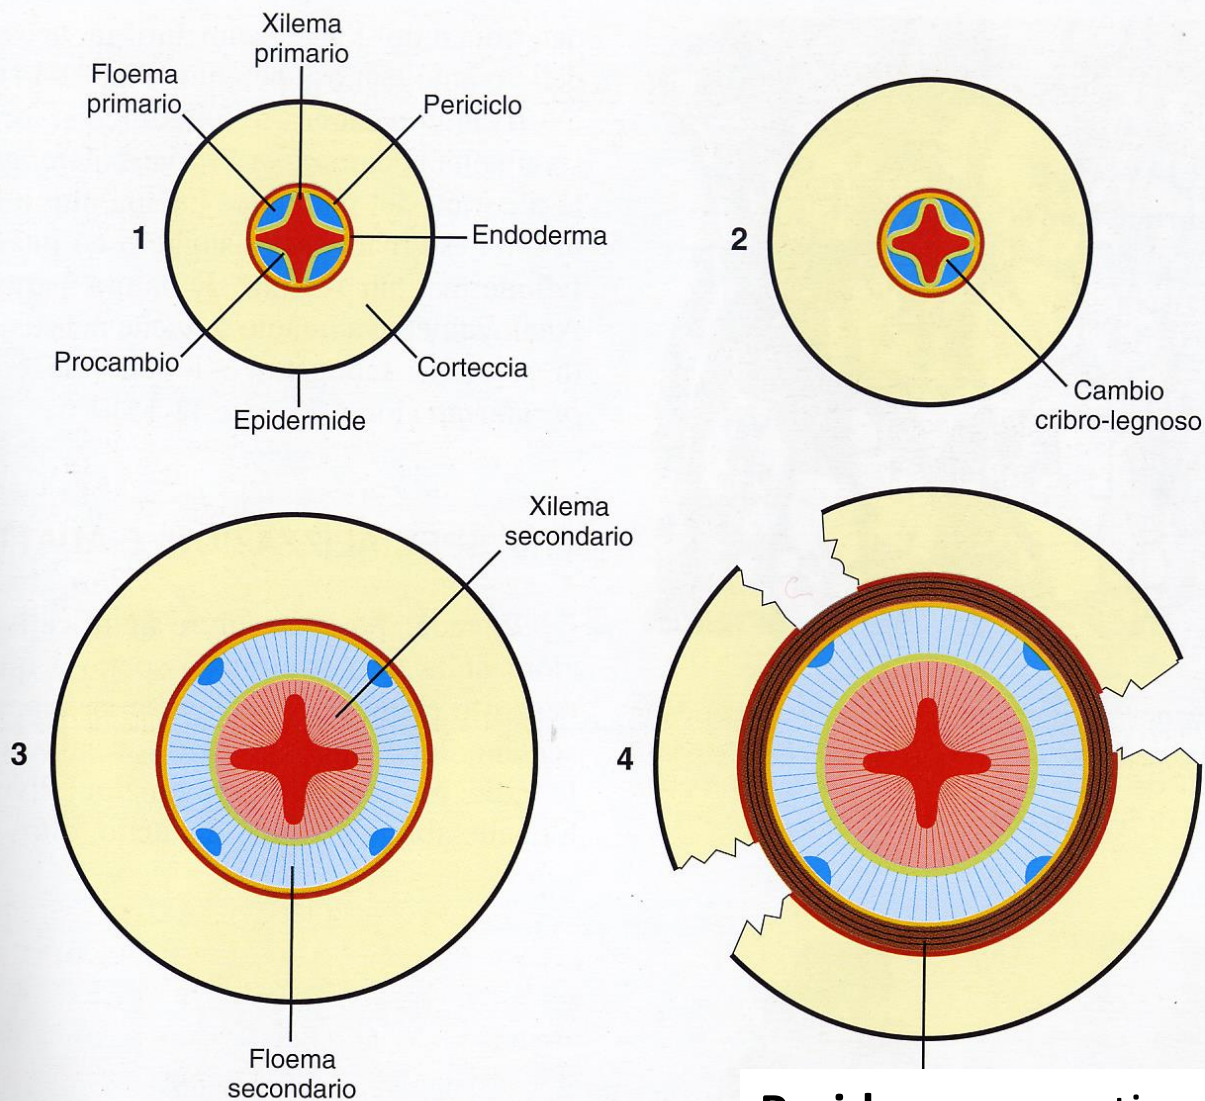 Xilema
primario
Floema
primario
Periciclo
1
Endoderma
Procambio
Corteccia
Epidermide
2
Cambio
cribro-legnoso
Xilema
secondario
3
4
Floema
secondario